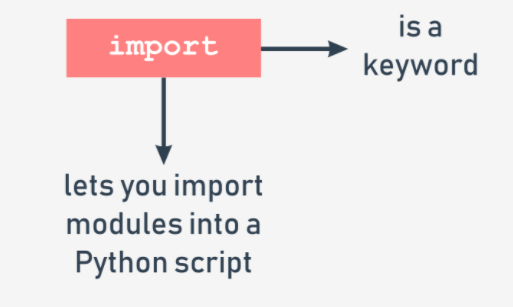 import
is a
keyword
lets you import
modules into a
Python script